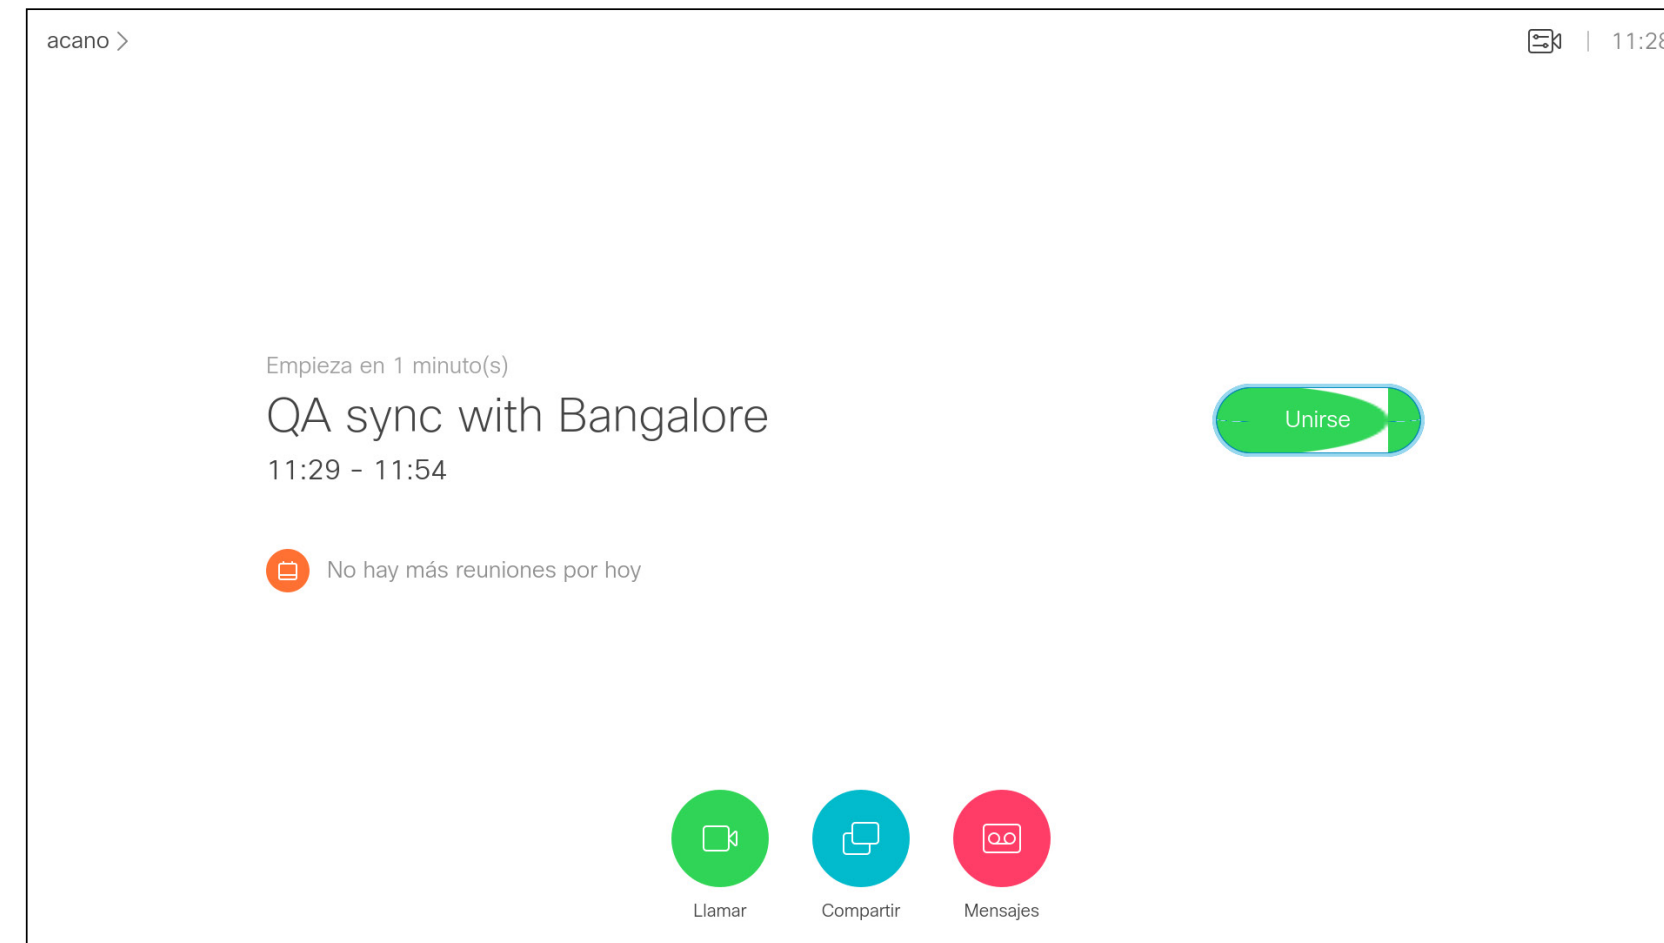 acano
11:28
Empieza en 1 minuto(s)
QA sync with Bangalore
11:29 - 11:54
Unirse
No hay más reuniones por hoy
Llamar
Compartir
Mensajes